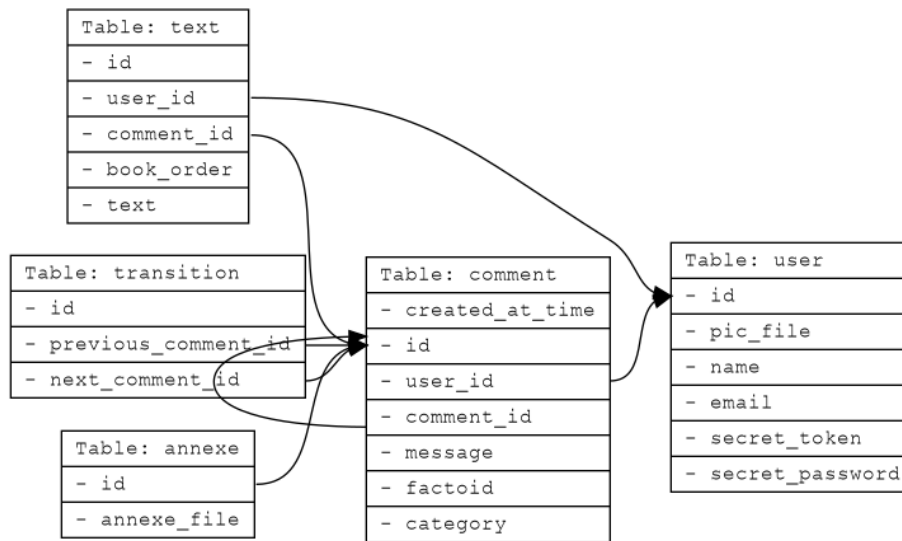 Table: text
- id
- user_id
- comment_id
- book_order
- text
Table: transition
- id
- previous_comment_id
- next_comment_id
Table: annexe
- id
- annexe_file
Table: comment
- created_at_time
- id
- user_id
- comment_id
- message
- factoid
- category
Table: user
- id
- pic_file
- name
- email
- secret_token
- secret_password